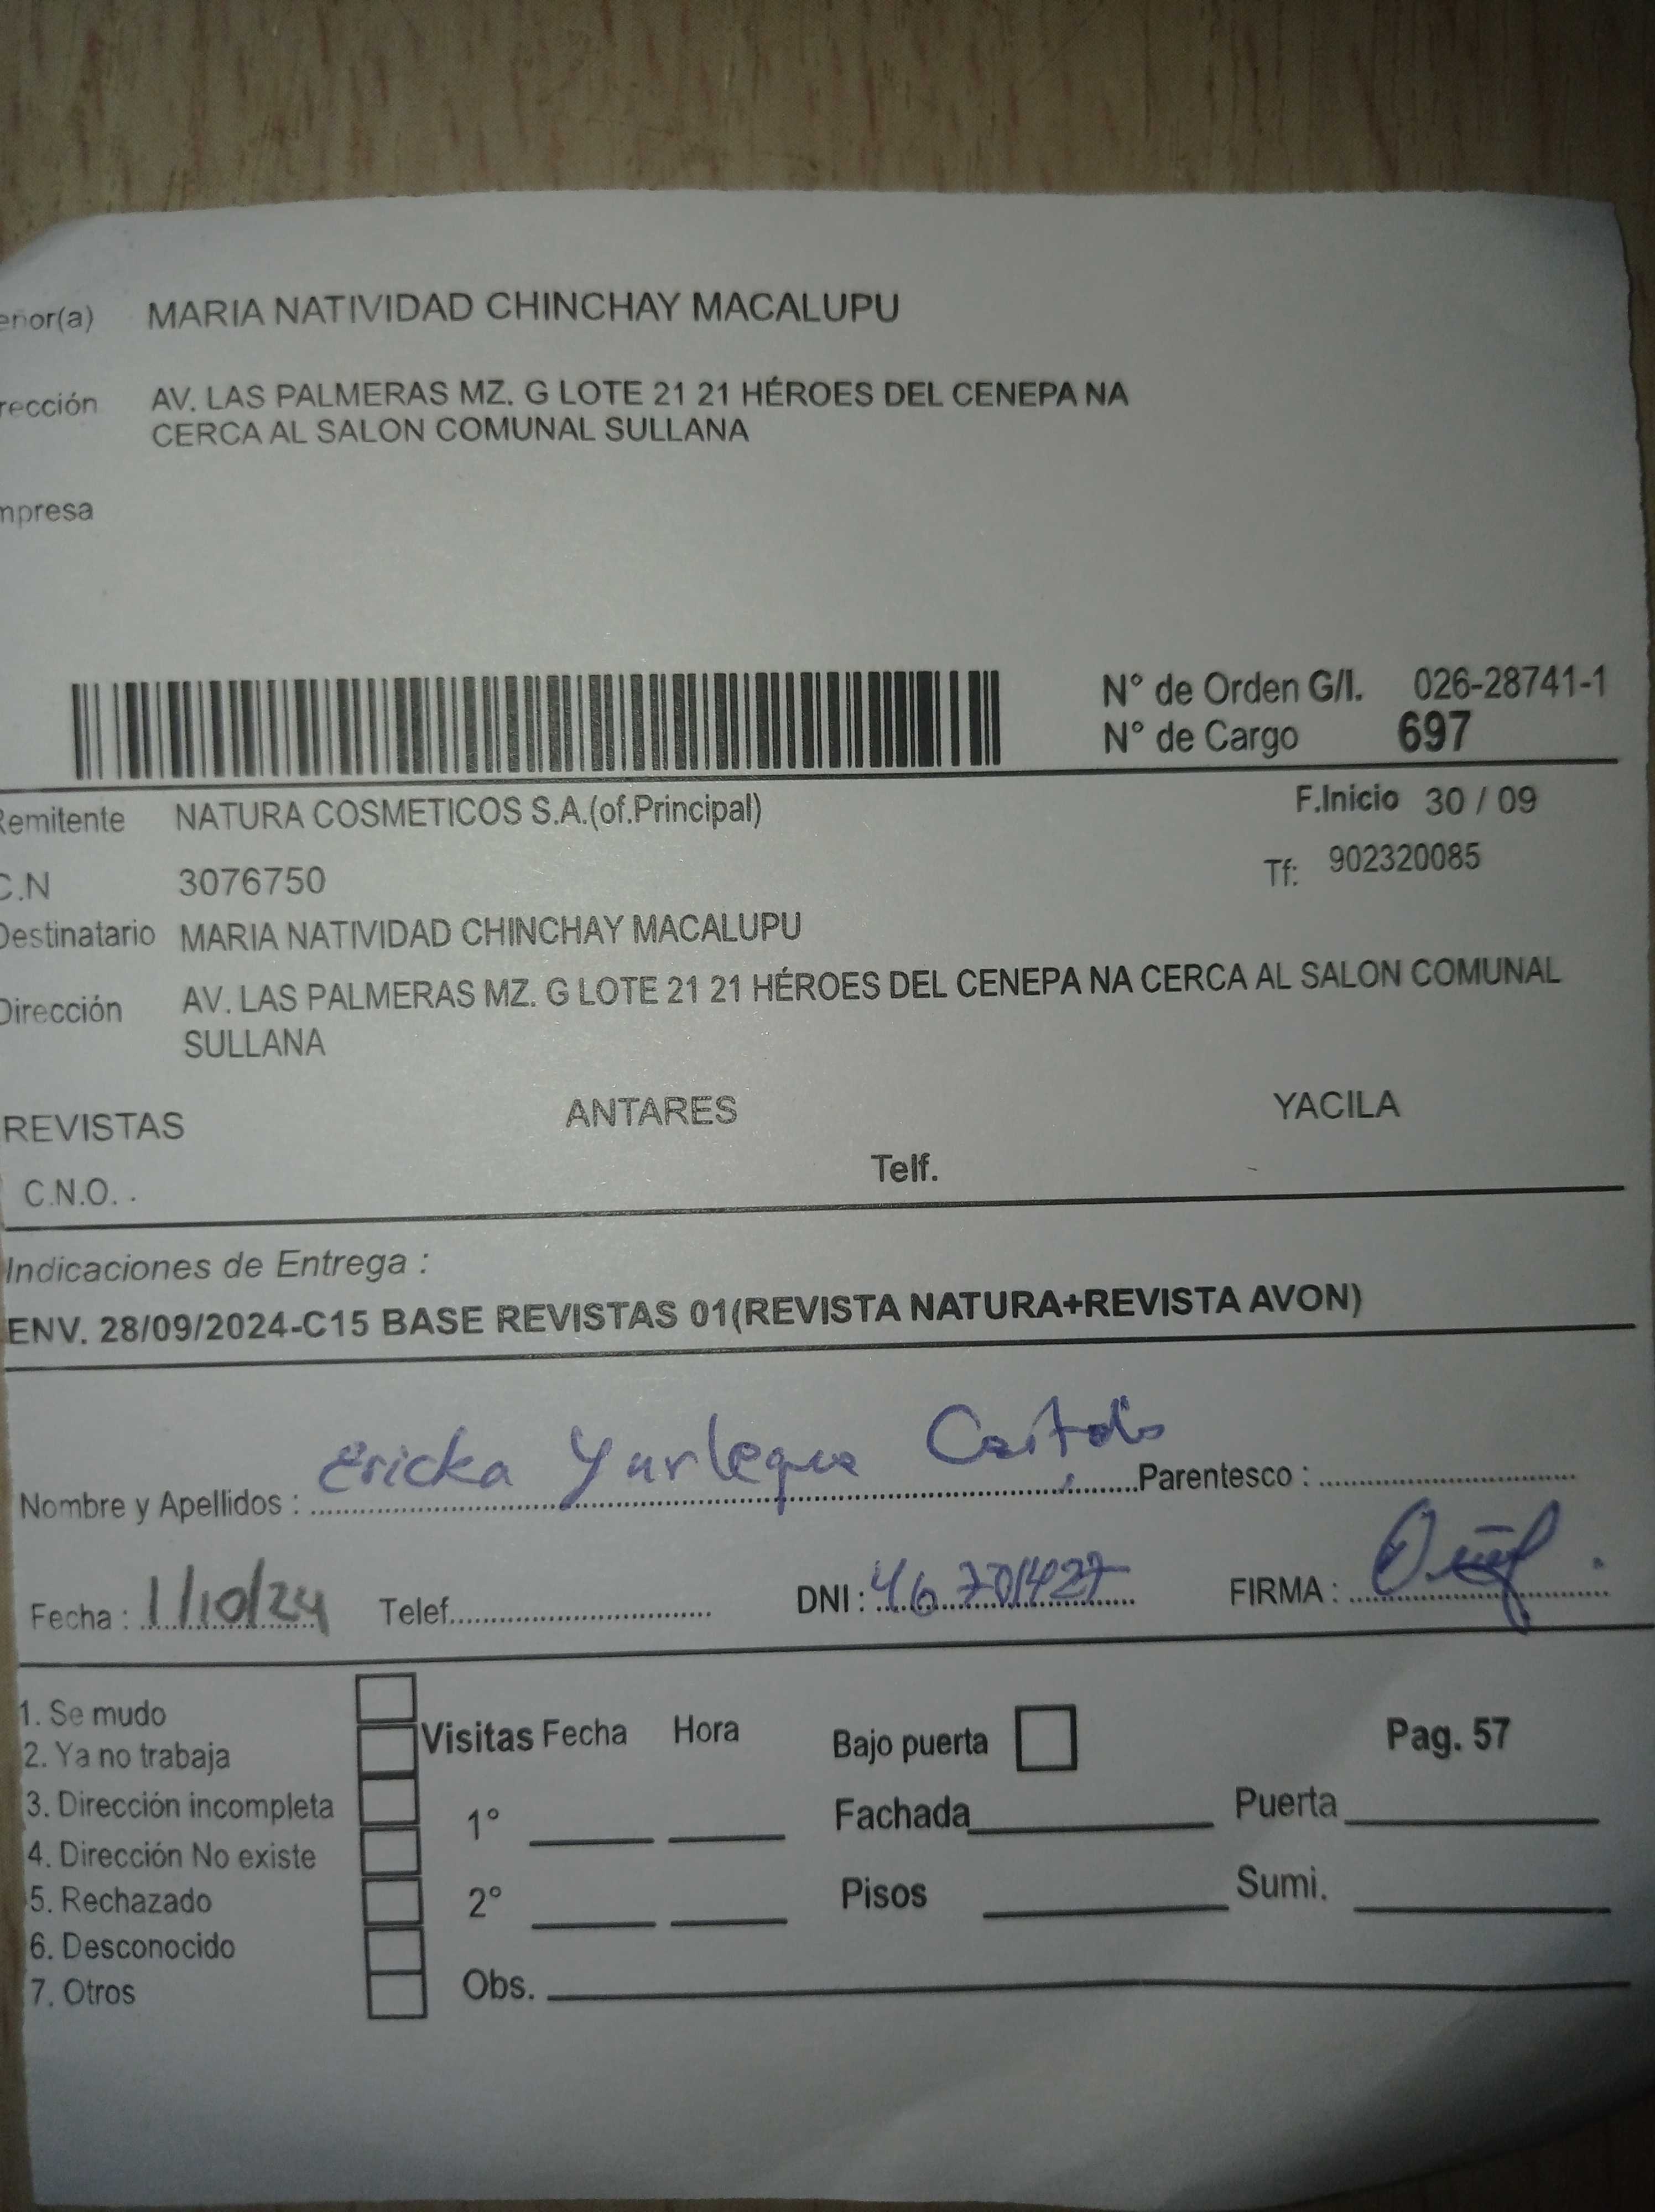 enor(a) MARIA NATIVIDAD CHINCHAY MACALUPU
rección AV. LAS PALMERAS MZ. G LOTE 21 21 HÉROES DEL CENEPA NA
CERCA AL SALON COMUNAL SULLANA
mpresa
N° de Orden G/I. 026-28741-1
N° de Cargo 697
Remitente NATURA COSMETICOS S.A.(of.Principal) F.Inicio 30 / 09
C.N 3076750 Tf: 902320085
Destinatario MARIA NATIVIDAD CHINCHAY MACALUPU
Dirección AV. LAS PALMERAS MZ. G LOTE 21 21 HÉROES DEL CENEPA NA CERCA AL SALON COMUNAL
SULLANA
REVISTAS ANTARES YACILA
C.N.O. . Telf. -
Indicaciones de Entrega :
ENV. 28/09/2024-C15 BASE REVISTAS 01(REVISTA NATURA+REVISTA AVON)
Nombre y Apellidos : Ericka Yarleque Parentesco :
Fecha : 1/10/24 Telef. DNI : 46701427 FIRMA :
1. Se mudo
2. Ya no trabaja Visitas Fecha Hora Bajo puerta Pag. 57
3. Dirección incompleta 1° Fachada Puerta
4. Dirección No existe
5. Rechazado 2° Pisos Sumi.
6. Desconocido
7. Otros Obs.